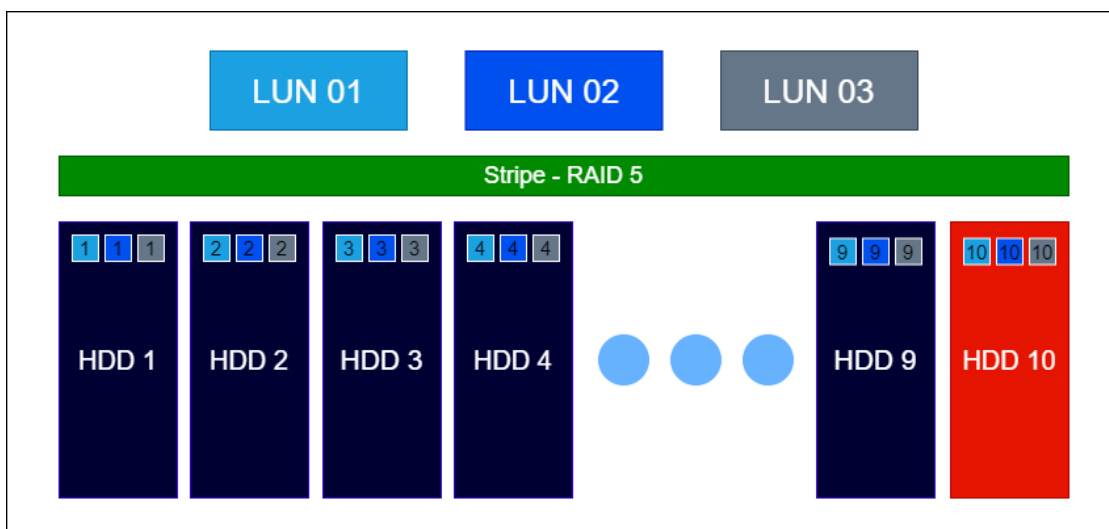 LUN 01 LUN 02 LUN 03
Stripe - RAID 5
1 1 1 2 2 2 3 3 3 4 4 4 9 9 9 10 10 10
HDD 1 HDD 2 HDD 3 HDD 4 HDD 9 HDD 10